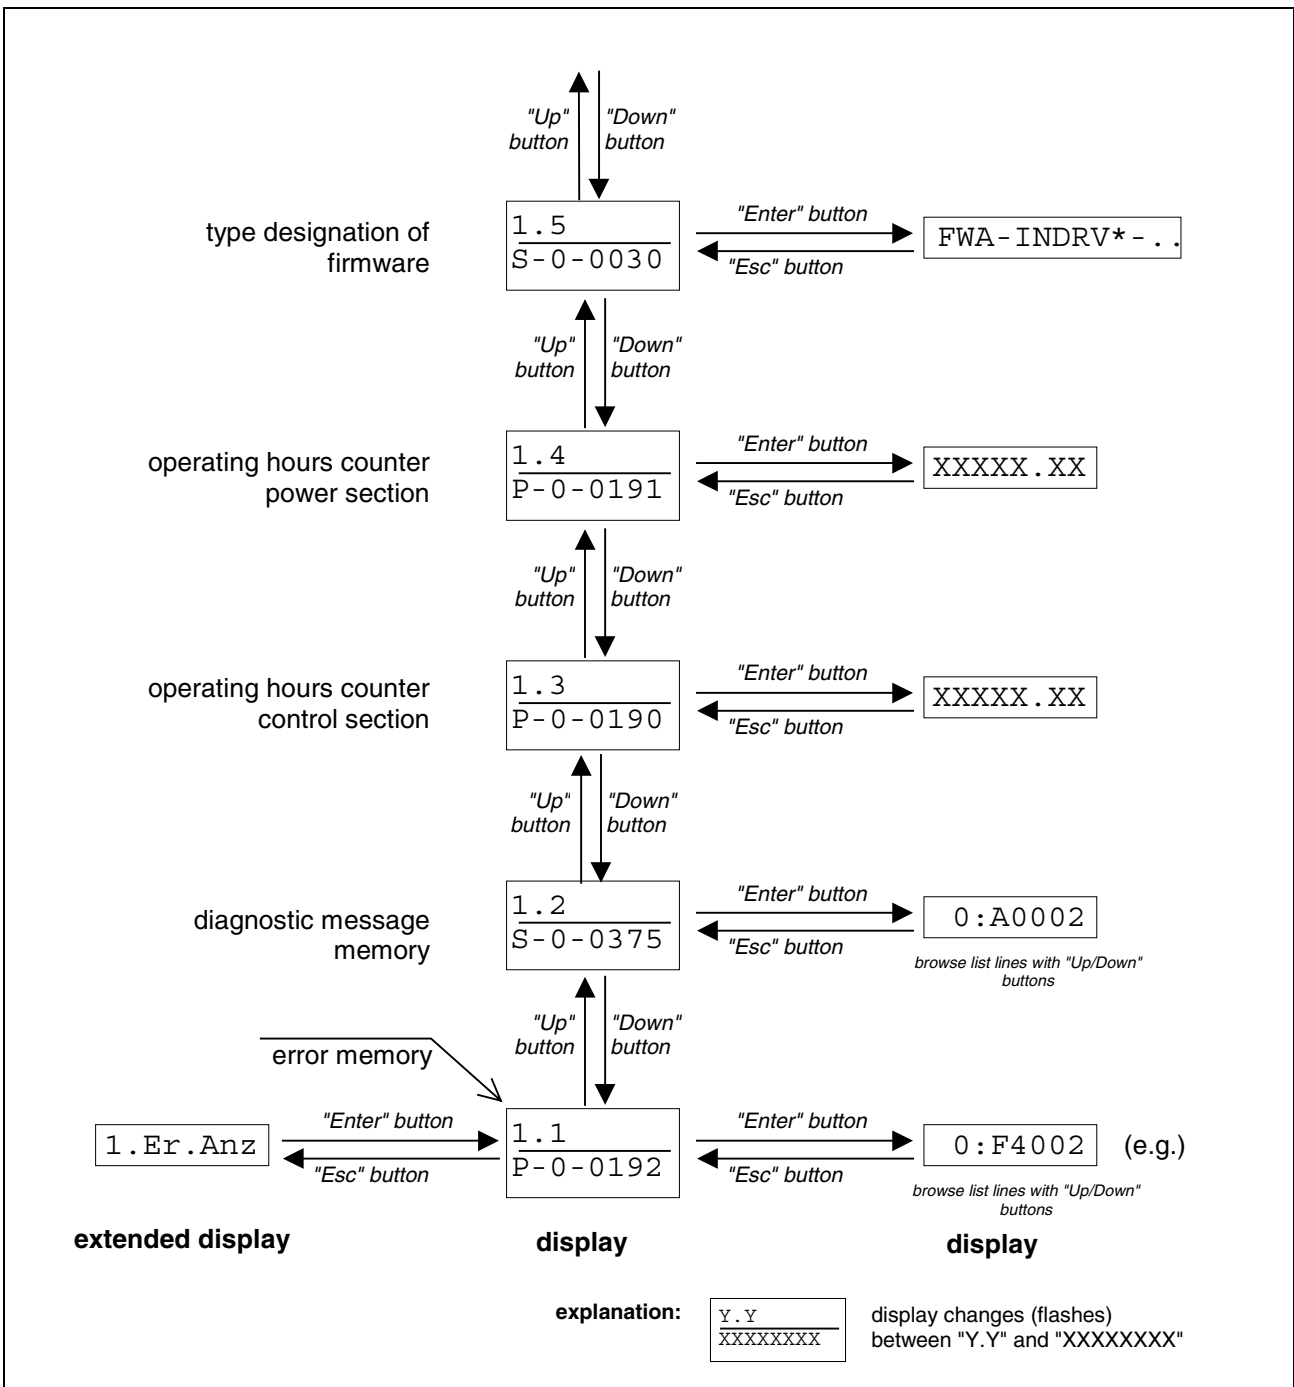 "Up"
button
"Down"
button
type designation of
firmware
1.5
S-0-0030
"Enter" button
"Esc" button
FWA-INDRV*-..
"Up"
button
"Down"
button
operating hours counter
power section
1.4
P-0-0191
"Enter" button
"Esc" button
XXXXX.XX
"Up"
button
"Down"
button
operating hours counter
control section
1.3
P-0-0190
"Enter" button
"Esc" button
XXXXX.XX
"Up"
button
"Down"
button
diagnostic message
memory
1.2
S-0-0375
"Enter" button
"Esc" button
0:A0002
browse list lines with "Up/Down"
buttons
"Up"
button
"Down"
button
error memory
1.Er.Anz
"Enter" button
"Esc" button
1.1
P-0-0192
"Enter" button
"Esc" button
0:F4002
(e.g.)
browse list lines with "Up/Down"
buttons
extended display
display
display
explanation:
Y.Y
XXXXXXXX
display changes (flashes)
between "Y.Y" and "XXXXXXXX"